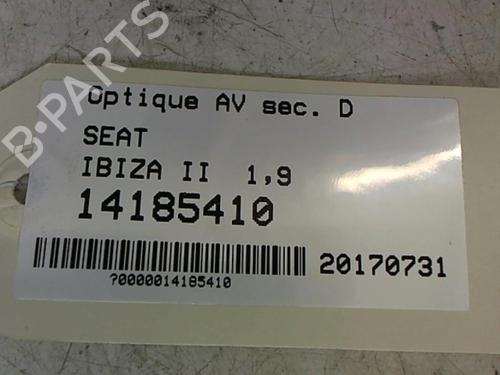 B-PARTS
Optique AV sec. D
SEAT
IBIZA II 1,9
14185410
20170731
?0000014185410